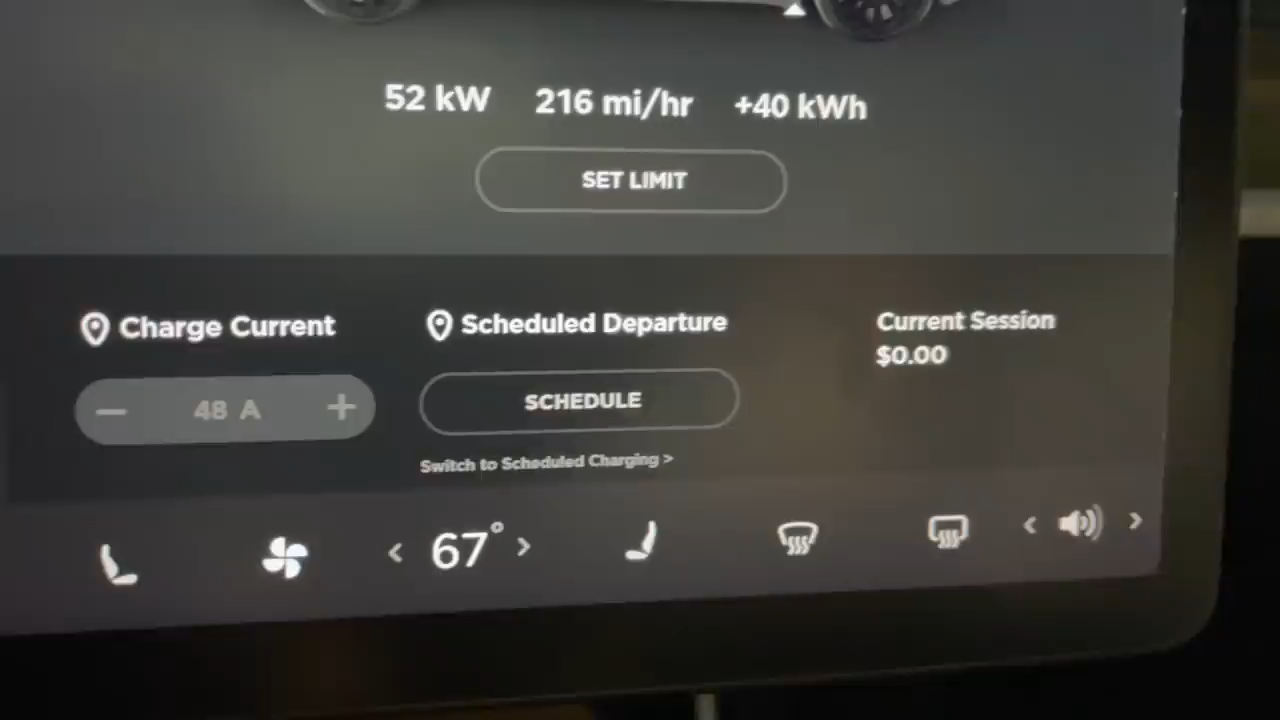 52 kW 216 mi/hr +40 kWh
SET LIMIT
Charge Current
48 A
Scheduled Departure
SCHEDULE
Switch to Scheduled Charging >
Current Session
$0.00
< 67° >
< >